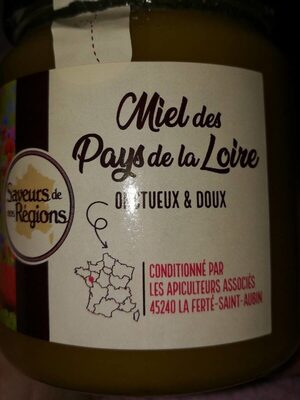 Miel des
Pays de la Loire
ONCTUEUX & DOUX
Saveurs de
nos Régions
CONDITIONNÉ PAR
LES APICULTEURS ASSOCIÉS
45240 LA FERTÉ-SAINT-AUBIN